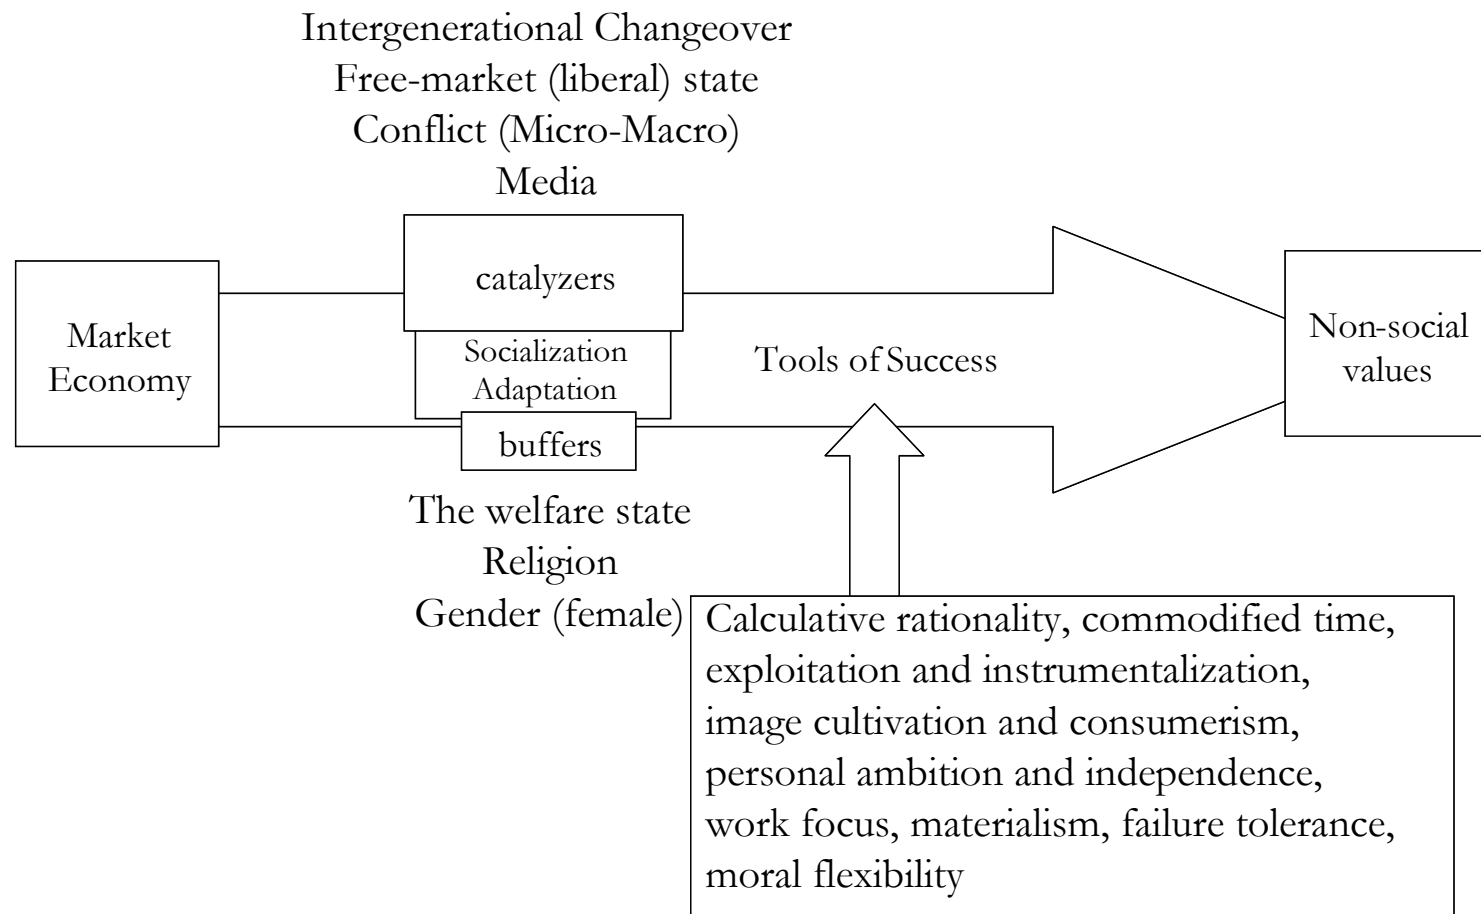 Intergenerational Changeover
Free-market (liberal) state
Conflict (Micro-Macro)
Media
catalyzers
Market
Economy
Socialization
Adaptation
Tools of Success
Non-social
values
buffers
The welfare state
Religion
Gender (female)
Calculative rationality, commodified time,
exploitation and instrumentalization,
image cultivation and consumerism,
personal ambition and independence,
work focus, materialism, failure tolerance,
moral flexibility